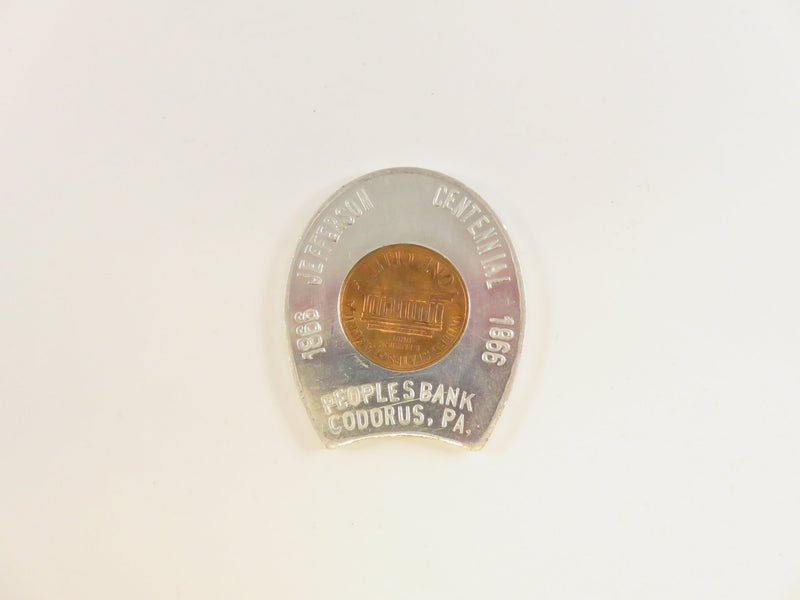 1866 JEFFERSON CENTENNIAL 1966
PEOPLES BANK
CODORUS, PA.